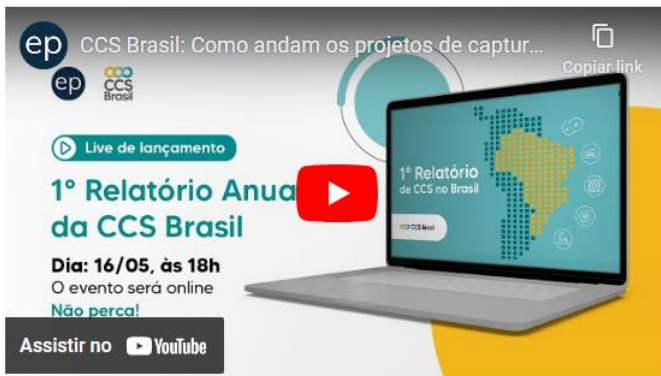 ep
CCS Brasil: Como andam os projetos de captur...
Copiar link
ep
CCS
Brasil
Live de lançamento
1º Relatório Anua
da CCS Brasil
Dia: 16/05, às 18h
O evento será online
Não perca!
1º Relatório
de CCS no Brasil
CCS Brasil
Assistir no YouTube